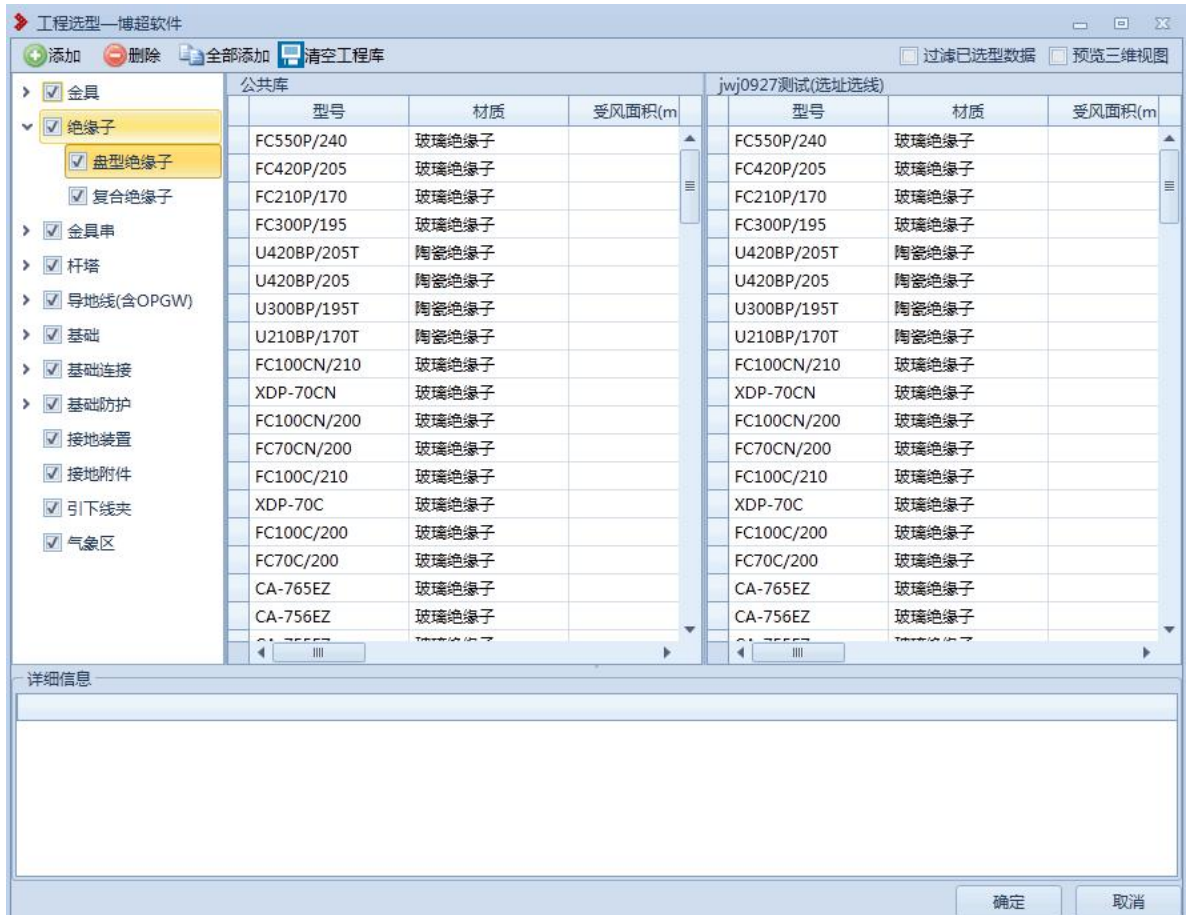 工程选型—博超软件
添加 删除 全部添加 清空工程库 过滤已选型数据 预览三维视图
金具
绝缘子
盘型绝缘子
复合绝缘子
金具串
杆塔
导地线(含OPGW)
基础
基础连接
基础防护
接地装置
接地附件
引下线夹
气象区
公共库
型号 材质 受风面积(m
FC550P/240 玻璃绝缘子
FC420P/205 玻璃绝缘子
FC210P/170 玻璃绝缘子
FC300P/195 玻璃绝缘子
U420BP/205T 陶瓷绝缘子
U420BP/205 陶瓷绝缘子
U300BP/195T 陶瓷绝缘子
U210BP/170T 陶瓷绝缘子
FC100CN/210 玻璃绝缘子
XDP-70CN 玻璃绝缘子
FC100CN/200 玻璃绝缘子
FC70CN/200 玻璃绝缘子
FC100C/210 玻璃绝缘子
XDP-70C 玻璃绝缘子
FC100C/200 玻璃绝缘子
FC70C/200 玻璃绝缘子
CA-765EZ 玻璃绝缘子
CA-756EZ 玻璃绝缘子
jwj0927测试(选址选线)
型号 材质 受风面积(m
FC550P/240 玻璃绝缘子
FC420P/205 玻璃绝缘子
FC210P/170 玻璃绝缘子
FC300P/195 玻璃绝缘子
U420BP/205T 陶瓷绝缘子
U420BP/205 陶瓷绝缘子
U300BP/195T 陶瓷绝缘子
U210BP/170T 陶瓷绝缘子
FC100CN/210 玻璃绝缘子
XDP-70CN 玻璃绝缘子
FC100CN/200 玻璃绝缘子
FC70CN/200 玻璃绝缘子
FC100C/210 玻璃绝缘子
XDP-70C 玻璃绝缘子
FC100C/200 玻璃绝缘子
FC70C/200 玻璃绝缘子
CA-765EZ 玻璃绝缘子
CA-756EZ 玻璃绝缘子
详细信息
确定 取消